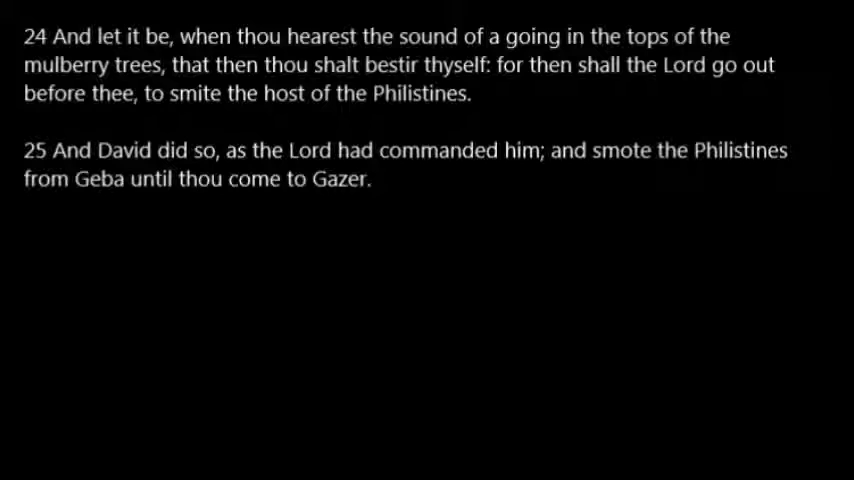 24 And let it be, when thou hearest the sound of a going in the tops of the
mulberry trees, that then thou shalt bestir thyself: for then shall the Lord go out
before thee, to smite the host of the Philistines.
25 And David did so, as the Lord had commanded him; and smote the Philistines
from Geba until thou come to Gazer.